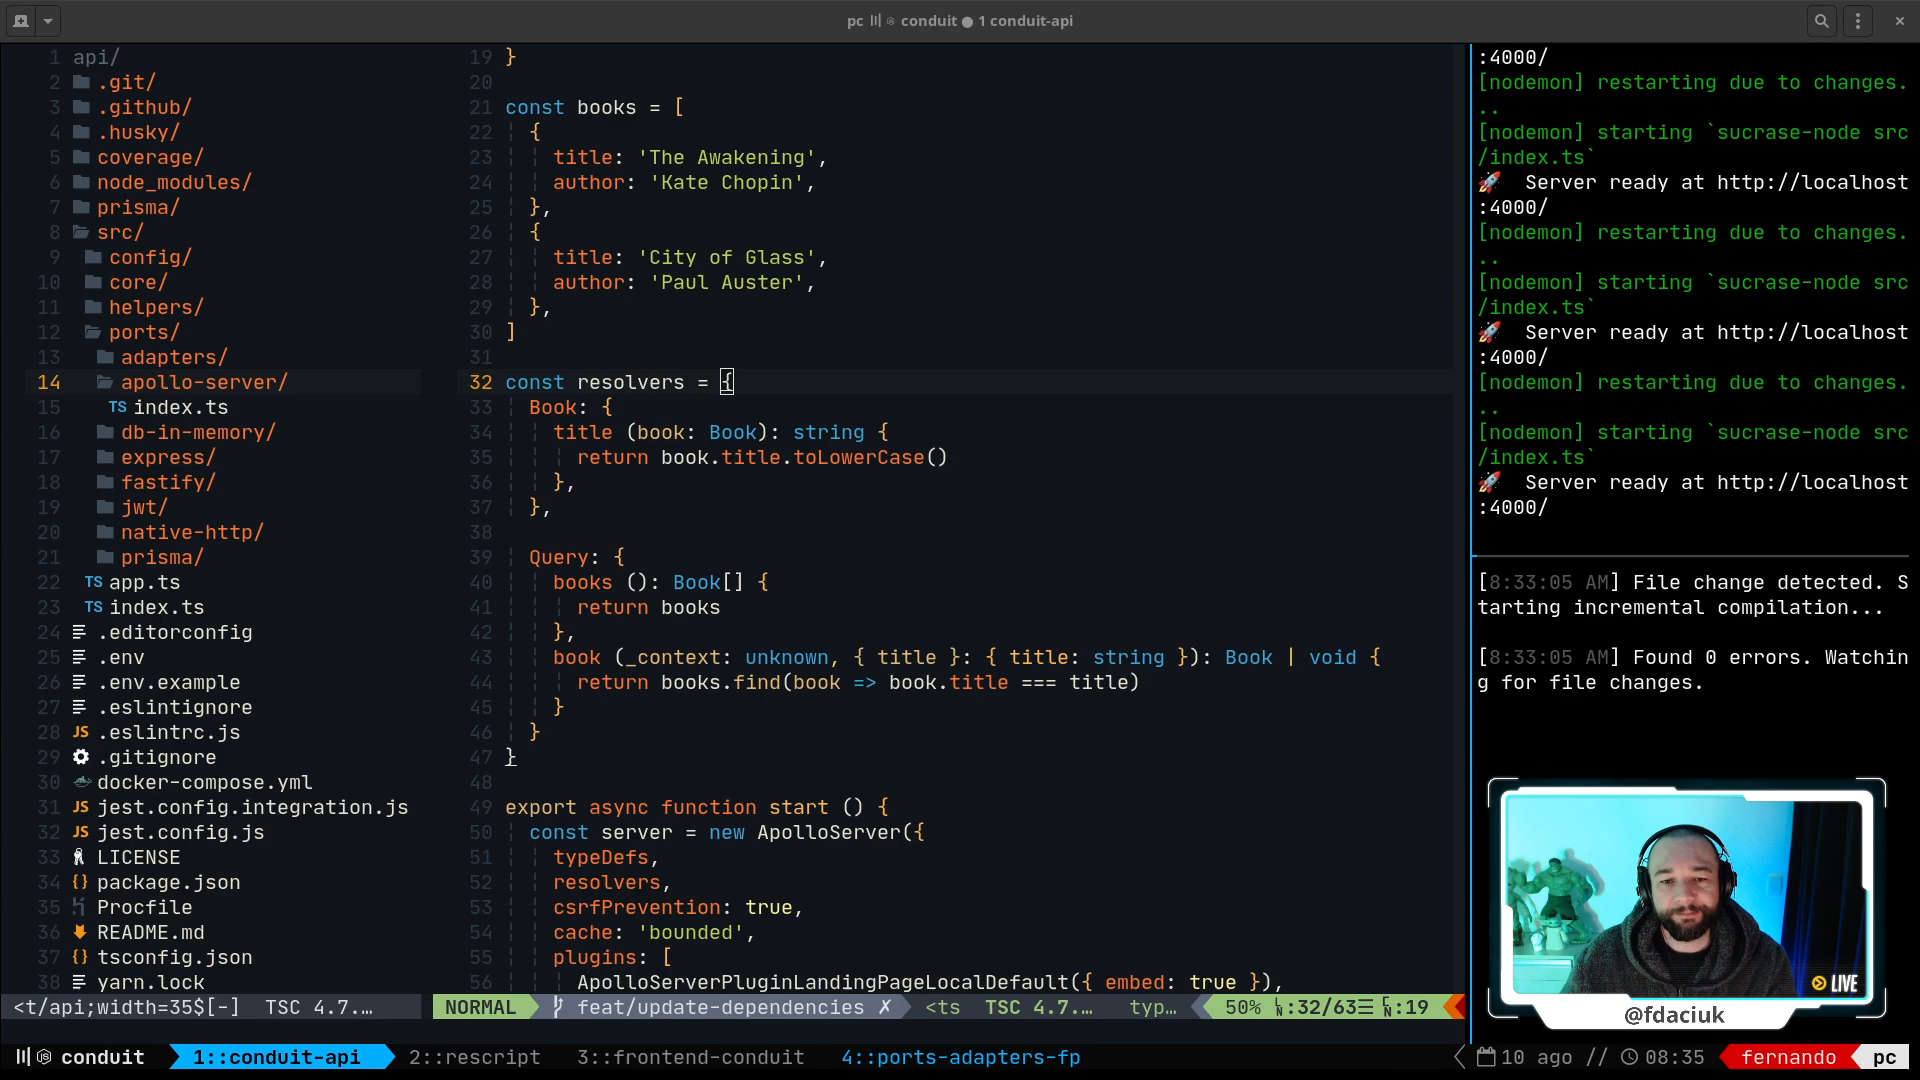 pc conduit ● 1 conduit-api
1 api/
2 .git/
3 .github/
4 .husky/
5 coverage/
6 node_modules/
7 prisma/
8 src/
9 config/
10 core/
11 helpers/
12 ports/
13 adapters/
14 apollo-server/
15 TS index.ts
16 db-in-memory/
17 express/
18 fastify/
19 jwt/
20 native-http/
21 prisma/
22 TS app.ts
23 TS index.ts
24 .editorconfig
25 .env
26 .env.example
27 .eslintignore
28 JS .eslintrc.js
29 .gitignore
30 docker-compose.yml
31 JS jest.config.integration.js
32 JS jest.config.js
33 LICENSE
34 {} package.json
35 Procfile
36 README.md
37 {} tsconfig.json
38 yarn.lock
<t/api;width=35$[-] TSC 4.7…
19 }
20
21 const books = [
22 {
23 title: 'The Awakening',
24 author: 'Kate Chopin',
25 },
26 {
27 title: 'City of Glass',
28 author: 'Paul Auster',
29 },
30 ]
31
32 const resolvers = {
33 Book: {
34 title (book: Book): string {
35 return book.title.toLowerCase()
36 },
37 },
38
39 Query: {
40 books (): Book[] {
41 return books
42 },
43 book (_context: unknown, { title }: { title: string }): Book | void {
44 return books.find(book => book.title === title)
45 }
46 }
47 }
48
49 export async function start () {
50 const server = new ApolloServer({
51 typeDefs,
52 resolvers,
53 csrfPrevention: true,
54 cache: 'bounded',
55 plugins: [
56 ApolloServerPluginLandingPageLocalDefault({ embed: true }),
NORMAL feat/update-dependencies ✗ <ts TSC 4.7… typ… 50% :32/63 :19
:4000/
[nodemon] restarting due to changes.
..
[nodemon] starting `sucrase-node src
/index.ts`
🚀 Server ready at http://localhost
:4000/
[nodemon] restarting due to changes.
..
[nodemon] starting `sucrase-node src
/index.ts`
🚀 Server ready at http://localhost
:4000/
[nodemon] restarting due to changes.
..
[nodemon] starting `sucrase-node src
/index.ts`
🚀 Server ready at http://localhost
:4000/
[8:33:05 AM] File change detected. S
tarting incremental compilation...
[8:33:05 AM] Found 0 errors. Watchin
g for file changes.
LIVE
@fdaciuk
conduit 1::conduit-api 2::rescript 3::frontend-conduit 4::ports-adapters-fp 10 ago // 08:35 fernando pc